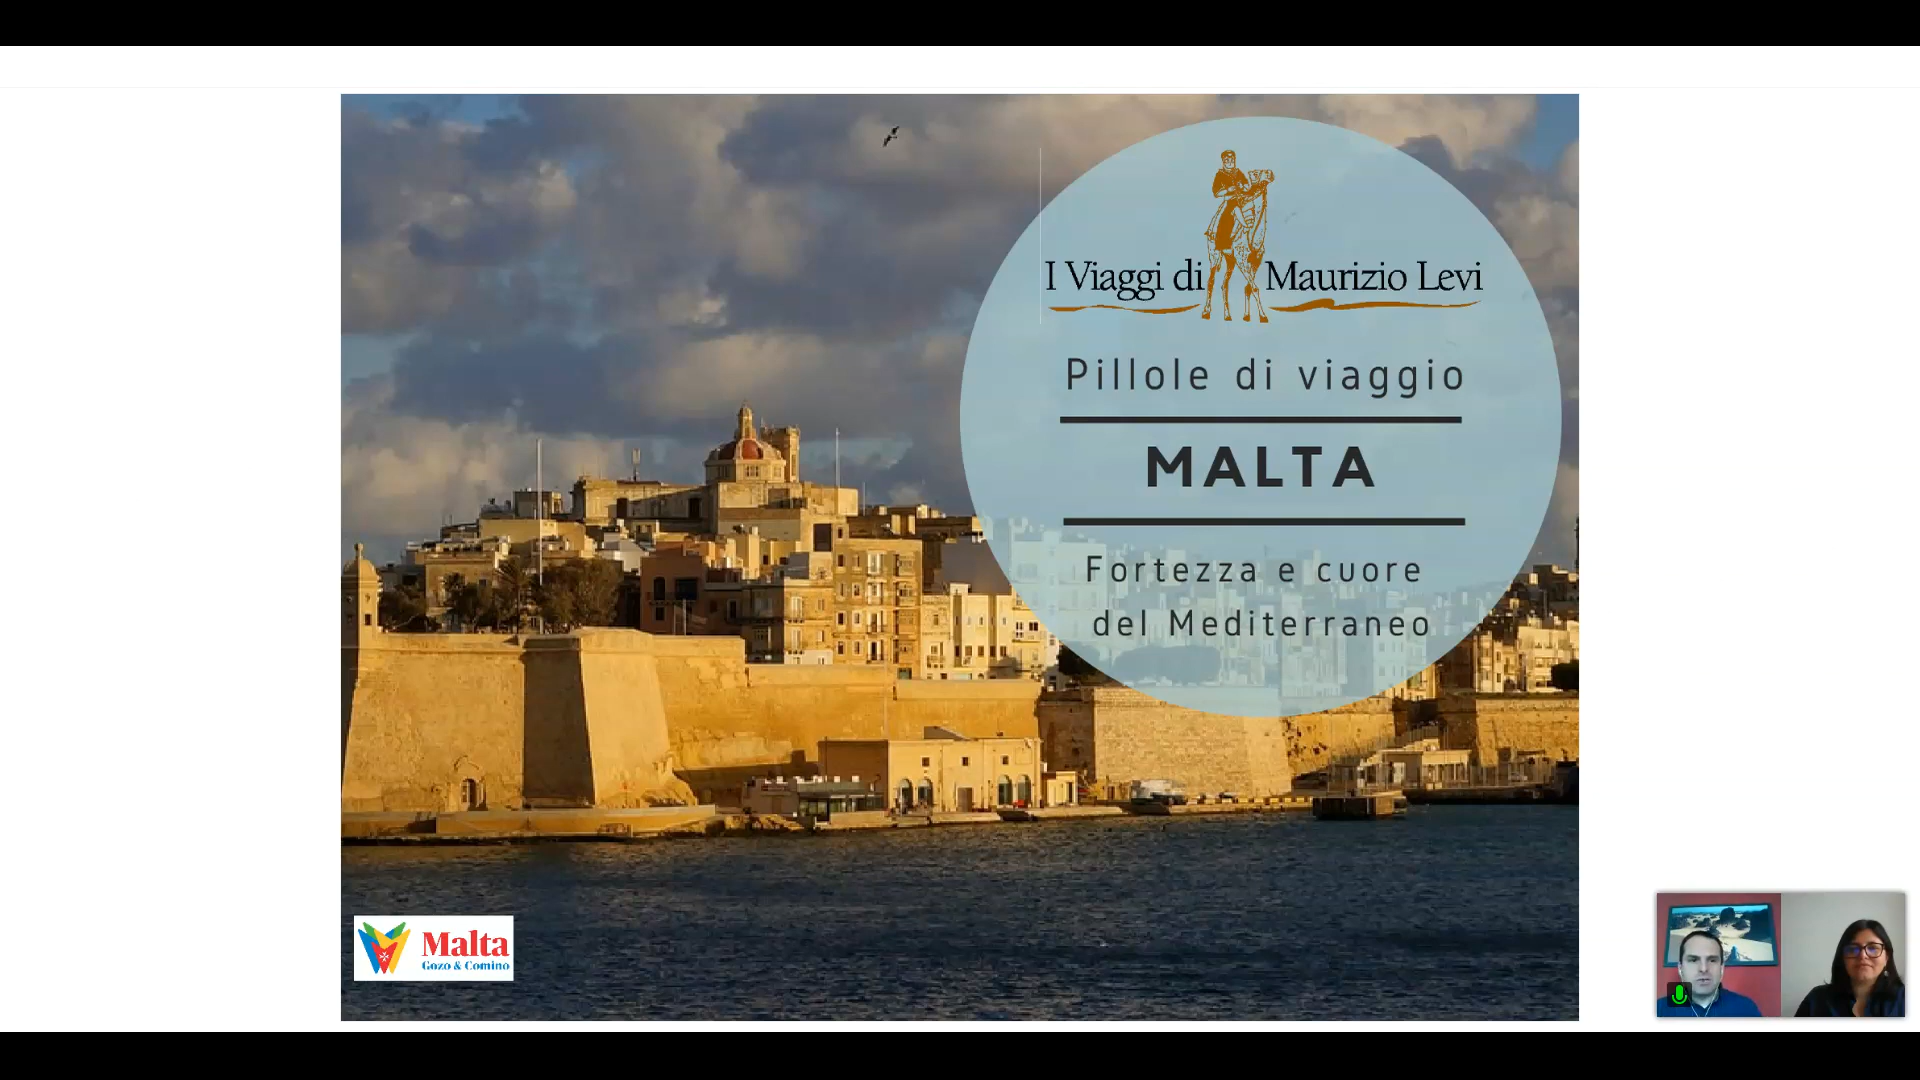 I Viaggi di Maurizio Levi
Pillole di viaggio
MALTA
Fortezza e cuore
del Mediterraneo
Malta
Gozo & Comino